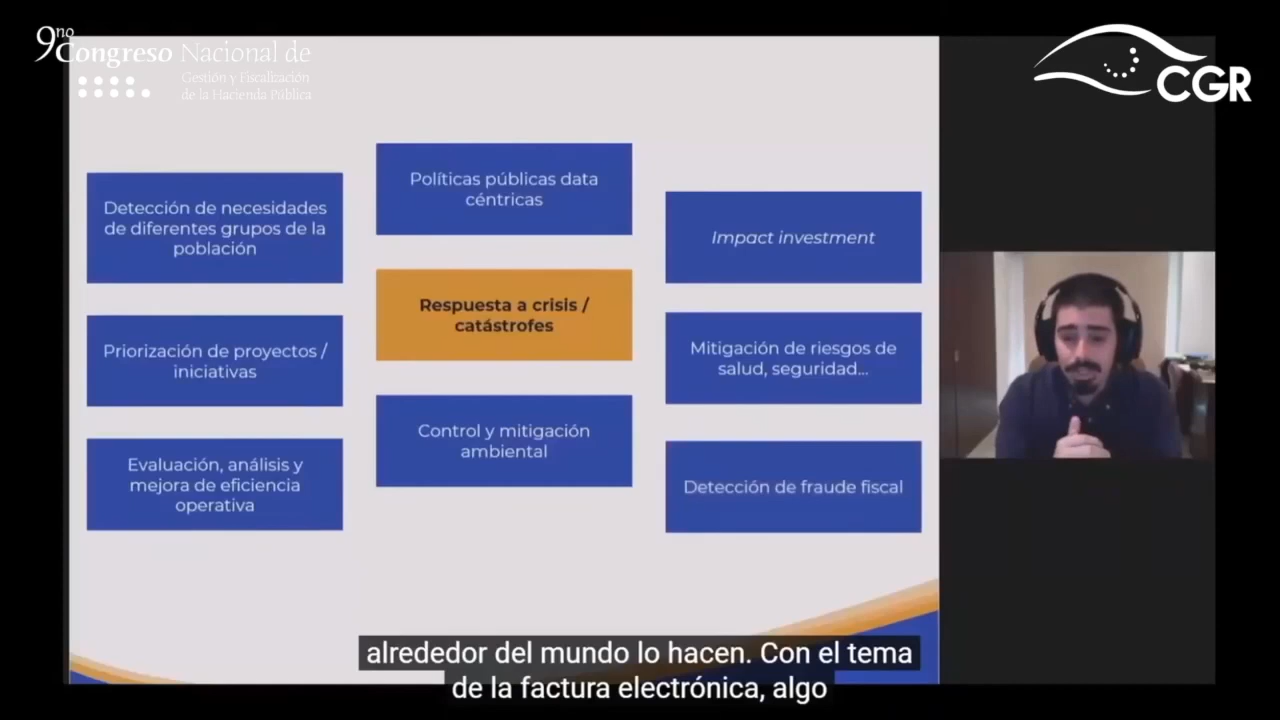 9no
Congreso Nacional de
Gestión y Fiscalización
de la Hacienda Pública
CGR
Detección de necesidades
de diferentes grupos de la
población
Priorización de proyectos /
iniciativas
Evaluación, análisis y
mejora de eficiencia
operativa
Políticas públicas data
céntricas
Respuesta a crisis /
catástrofes
Control y mitigación
ambiental
Impact investment
Mitigación de riesgos de
salud, seguridad...
Detección de fraude fiscal
alrededor del mundo lo hacen. Con el tema
de la factura electrónica, algo